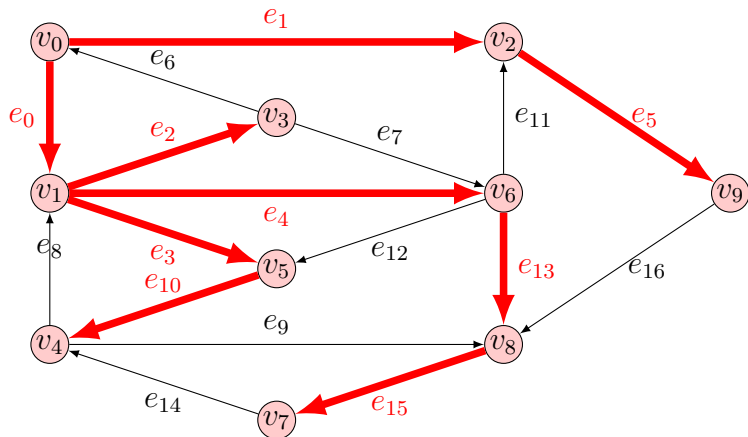 e₁
v₀
v₂
e₆
e₀
e₂
v₃
e₇
e₁₁
e₅
v₁
v₆
v₉
e₄
e₃
e₈
e₁₀
v₅
e₁₂
e₁₃
e₁₆
v₄
e₉
v₈
e₁₄
v₇
e₁₅